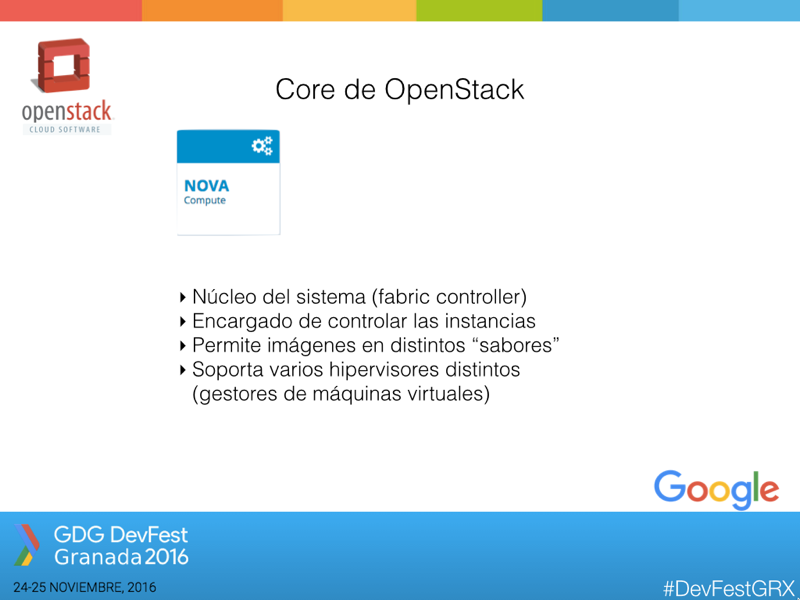 openstack
CLOUD SOFTWARE
Core de OpenStack
NOVA
Compute
‣ Núcleo del sistema (fabric controller)
‣ Encargado de controlar las instancias
‣ Permite imágenes en distintos “sabores”
‣ Soporta varios hipervisores distintos
(gestores de máquinas virtuales)
Google
GDG DevFest
Granada2016
24-25 NOVIEMBRE, 2016
#DevFestGRX